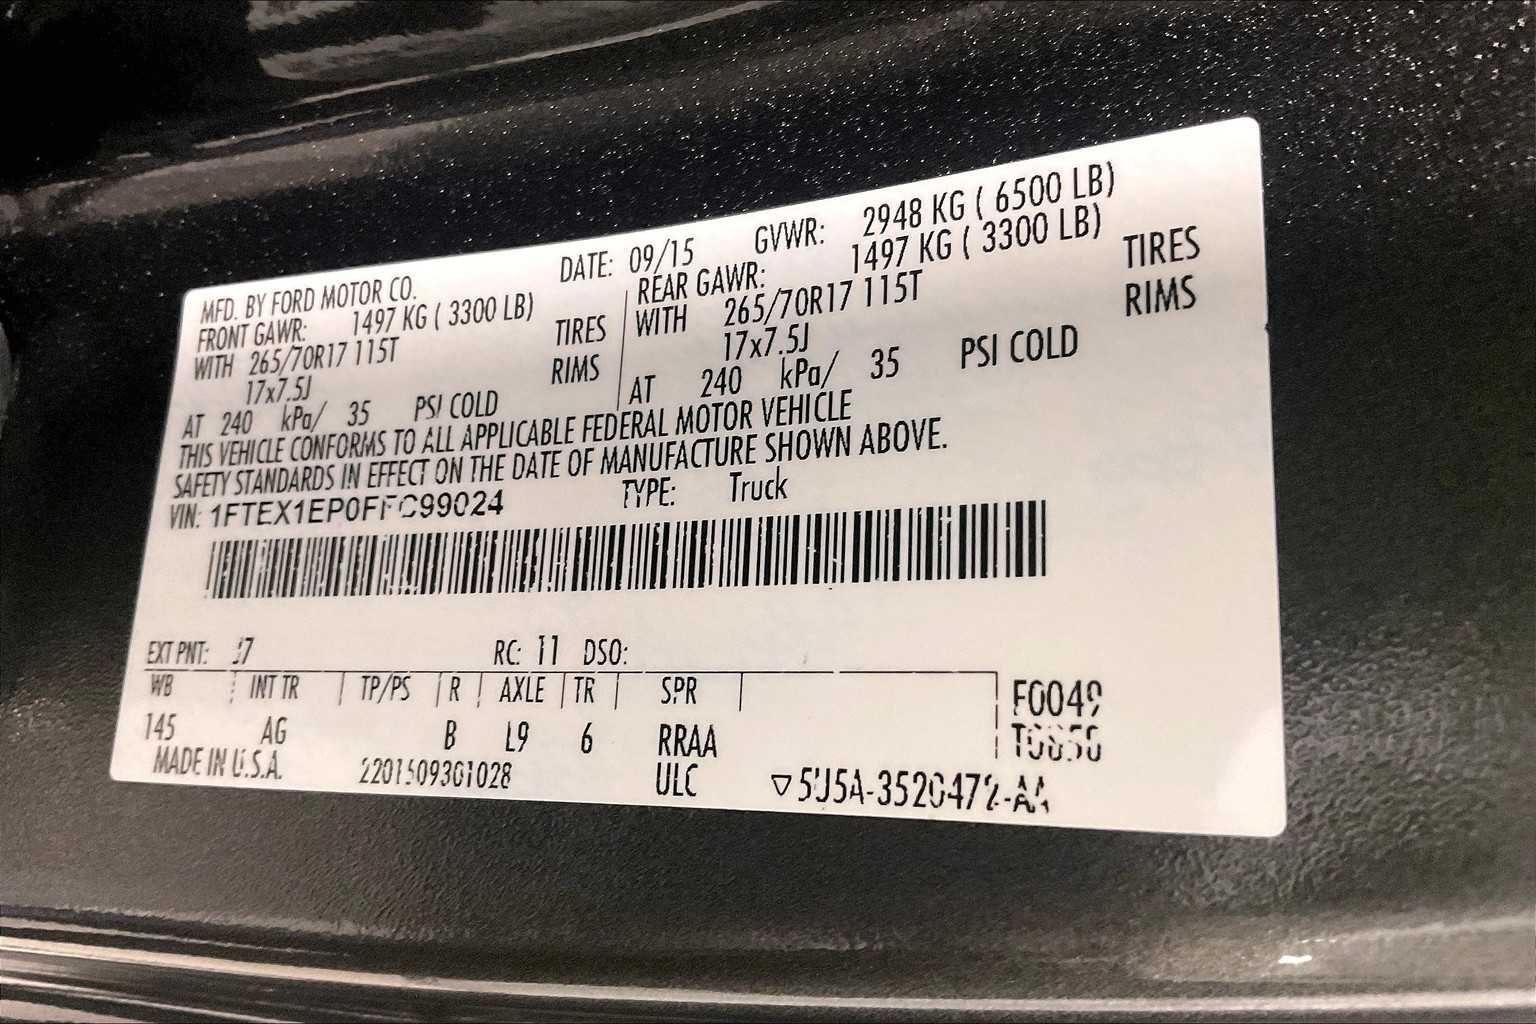 MFD. BY FORD MOTOR CO. DATE: 09/15 GVWR: 2948 KG ( 6500 LB)
FRONT GAWR: 1497 KG ( 3300 LB) REAR GAWR: 1497 KG ( 3300 LB)
WITH 265/70R17 115T TIRES WITH 265/70R17 115T TIRES
17x7.5J RIMS 17x7.5J RIMS
AT 240 kPa/ 35 PSI COLD AT 240 kPa/ 35 PSI COLD
THIS VEHICLE CONFORMS TO ALL APPLICABLE FEDERAL MOTOR VEHICLE
SAFETY STANDARDS IN EFFECT ON THE DATE OF MANUFACTURE SHOWN ABOVE.
VIN: 1FTEX1EP0FFC99024 TYPE: Truck
EXT PNT: RC: 11 DSO:
WB INT TR TP/PS R AXLE TR SPR F0049
145 AG B L9 6 RRAA
MADE IN U.S.A. 2201509301028 ULC ▽5U5A-3520472-AA